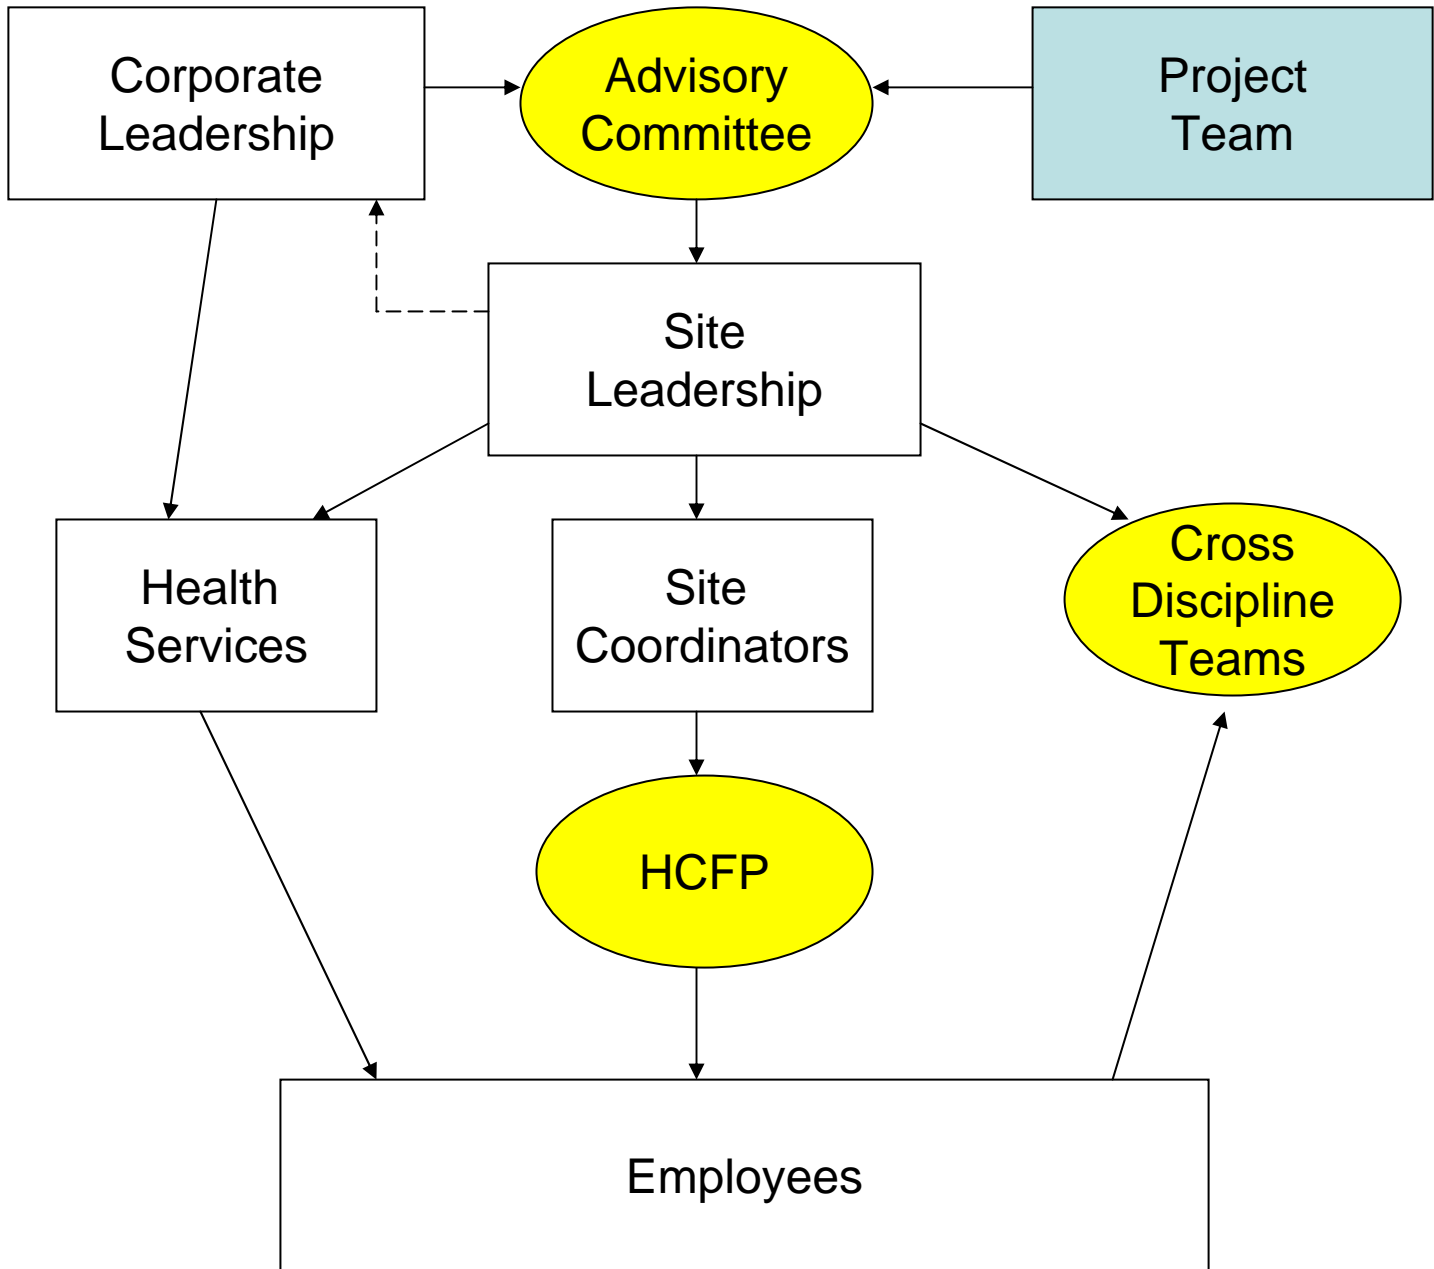 Corporate
Leadership
Advisory
Committee
Project
Team
Site
Leadership
Health
Services
Site
Coordinators
Cross
Discipline
Teams
HCFP
Employees